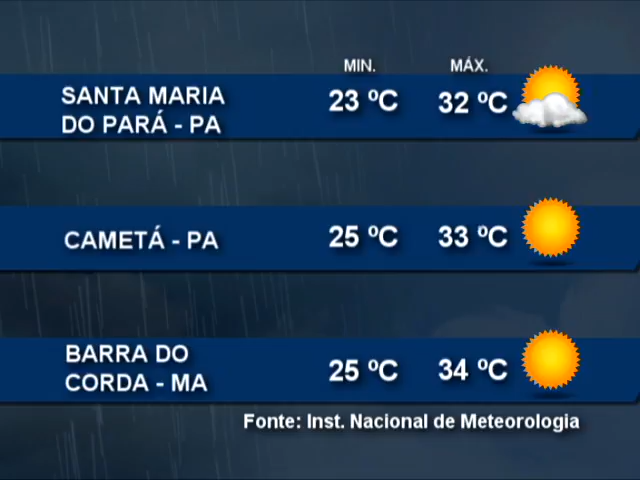 MIN. MÁX.
SANTA MARIA
DO PARÁ - PA
23 ºC 32 ºC
CAMETÁ - PA 25 ºC 33 ºC
BARRA DO
CORDA - MA
25 ºC 34 ºC
Fonte: Inst. Nacional de Meteorologia